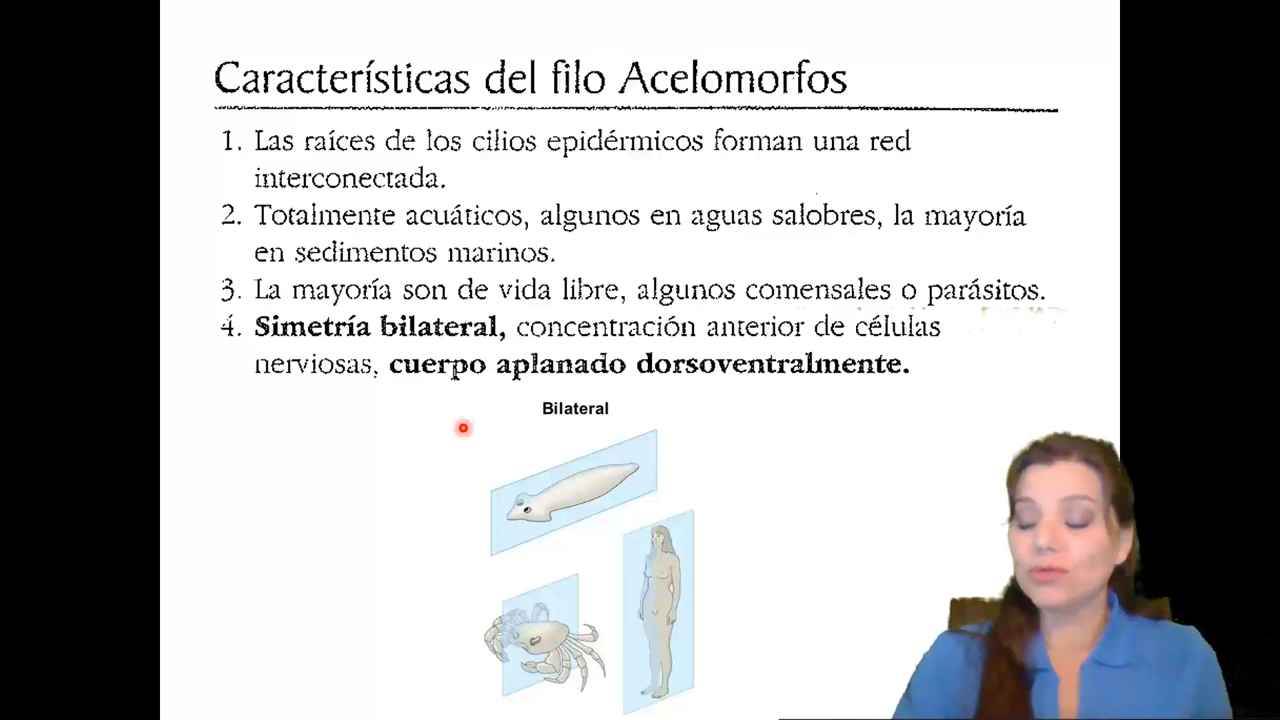 Características del filo Acelomorfos
1. Las raíces de los cilios epidérmicos forman una red
interconectada.
2. Totalmente acuáticos, algunos en aguas salobres, la mayoría
en sedimentos marinos.
3. La mayoría son de vida libre, algunos comensales o parásitos.
4. Simetría bilateral, concentración anterior de células
nerviosas, cuerpo aplanado dorsoventralmente.
Bilateral